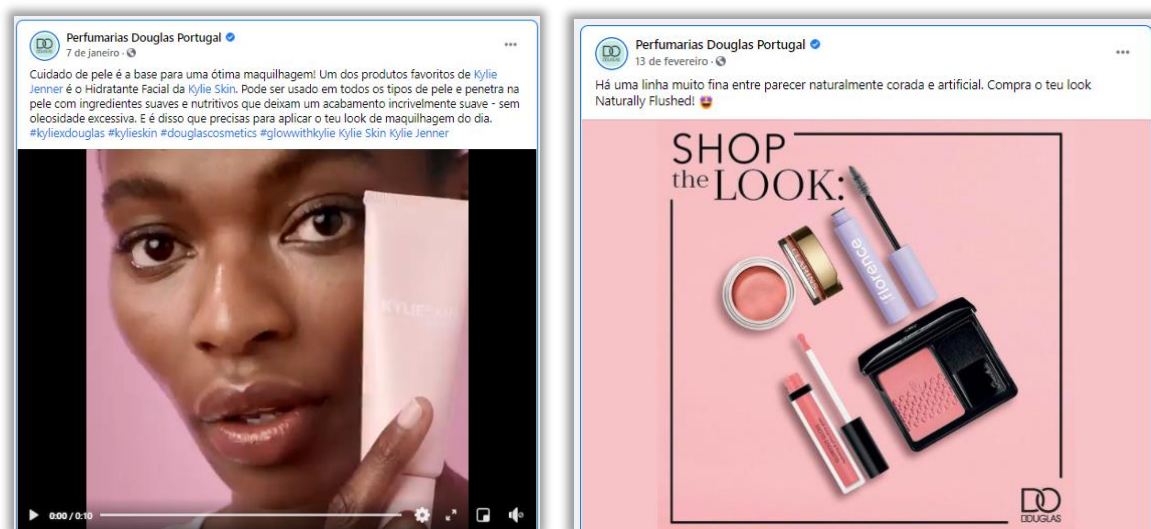 Perfumarias Douglas Portugal
7 de janeiro ·
Cuidado de pele é a base para uma ótima maquilhagem! Um dos produtos favoritos de Kylie
Jenner é o Hidratante Facial da Kylie Skin. Pode ser usado em todos os tipos de pele e penetra na
pele com ingredientes suaves e nutritivos que deixam um acabamento incrivelmente suave - sem
oleosidade excessiva. E é disso que precisas para aplicar o teu look de maquilhagem do dia.
#kyliexdouglas #kylieskin #douglascosmetics #glowwithkylie Kylie Skin Kylie Jenner
KYLIE SKIN
0:00 / 0:10
Perfumarias Douglas Portugal
13 de fevereiro ·
Há uma linha muito fina entre parecer naturalmente corada e artificial. Compra o teu look
Naturally Flushed! 🤩
SHOP
the LOOK:
CLARINS
florence
DO
DOUGLAS